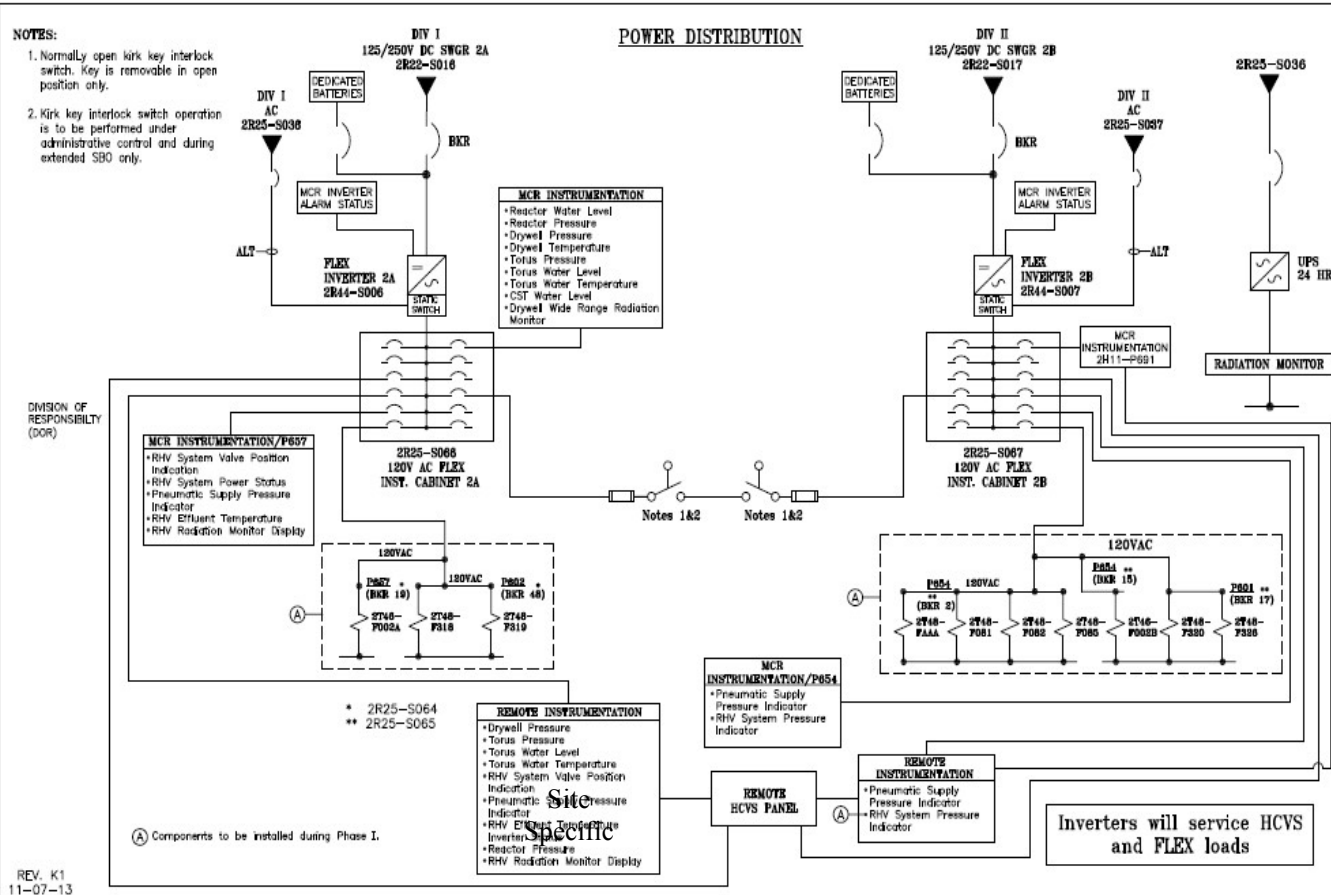 NOTES:
1. Normally open kirk key interlock
switch. Key is removable in open
position only.
2. Kirk key interlock switch operation
is to be performed under
administrative control and during
extended SBO only.
POWER DISTRIBUTION
DIV I
125/250V DC SWGR 2A
2R22-S016
DEDICATED
BATTERIES
DIV I
AC
2R25-S036
BKR
MCR INVERTER
ALARM STATUS
ALT
FLEX
INVERTER 2A
2R44-S006
STATIC
SWITCH
MCR INSTRUMENTATION
•Reactor Water Level
•Reactor Pressure
•Drywell Pressure
•Drywell Temperature
•Torus Pressure
•Torus Water Level
•Torus Water Temperature
•CST Water Level
•Drywell Wide Range Radiation
Monitor
DIV II
125/250V DC SWGR 2B
2R22-S017
DEDICATED
BATTERIES
DIV II
AC
2R25-S037
BKR
MCR INVERTER
ALARM STATUS
ALT
FLEX
INVERTER 2B
2R44-S007
STATIC
SWITCH
2R25-S036
UPS
24 HR
RADIATION MONITOR
MCR
INSTRUMENTATION
2H11-P691
DIVISION OF
RESPONSIBILTY
(DOR)
MCR INSTRUMENTATION/P657
•RHV System Valve Position
Indication
•RHV System Power Status
•Pneumatic Supply Pressure
Indicator
•RHV Effluent Temperature
•RHV Radiation Monitor Display
2R25-S066
120V AC FLEX
INST. CABINET 2A
Notes 1&2
Notes 1&2
2R25-S067
120V AC FLEX
INST. CABINET 2B
120VAC
P657 *
(BKR 19)
120VAC
P602 *
(BKR 48)
A
2T46-
F002A
2T48-
F318
2T48-
F319
120VAC
P654
**
(BKR 2)
120VAC
P654 **
(BKR 15)
P601 **
(BKR 17)
A
2T48-
FAAA
2T48-
F081
2T48-
F082
2T48-
F085
2T46-
F002B
2T48-
F320
2T48-
F326
* 2R25-S064
** 2R25-S065
MCR
INSTRUMENTATION/P654
•Pneumatic Supply
Pressure Indicator
•RHV System Pressure
Indicator
REMOTE INSTRUMENTATION
•Drywell Pressure
•Torus Pressure
•Torus Water Level
•Torus Water Temperature
•RHV System Valve Position
Indication
•Pneumatic Supply Pressure
Indicator
•RHV Effluent Temperature
Inverter
•Reactor Pressure
•RHV Radiation Monitor Display
Site
Specific
REMOTE
HCVS PANEL
REMOTE
INSTRUMENTATION
•Pneumatic Supply
Pressure Indicator
•RHV System Pressure
Indicator
A
Inverters will service HCVS
and FLEX loads
A Components to be installed during Phase I.
REV. K1
11-07-13